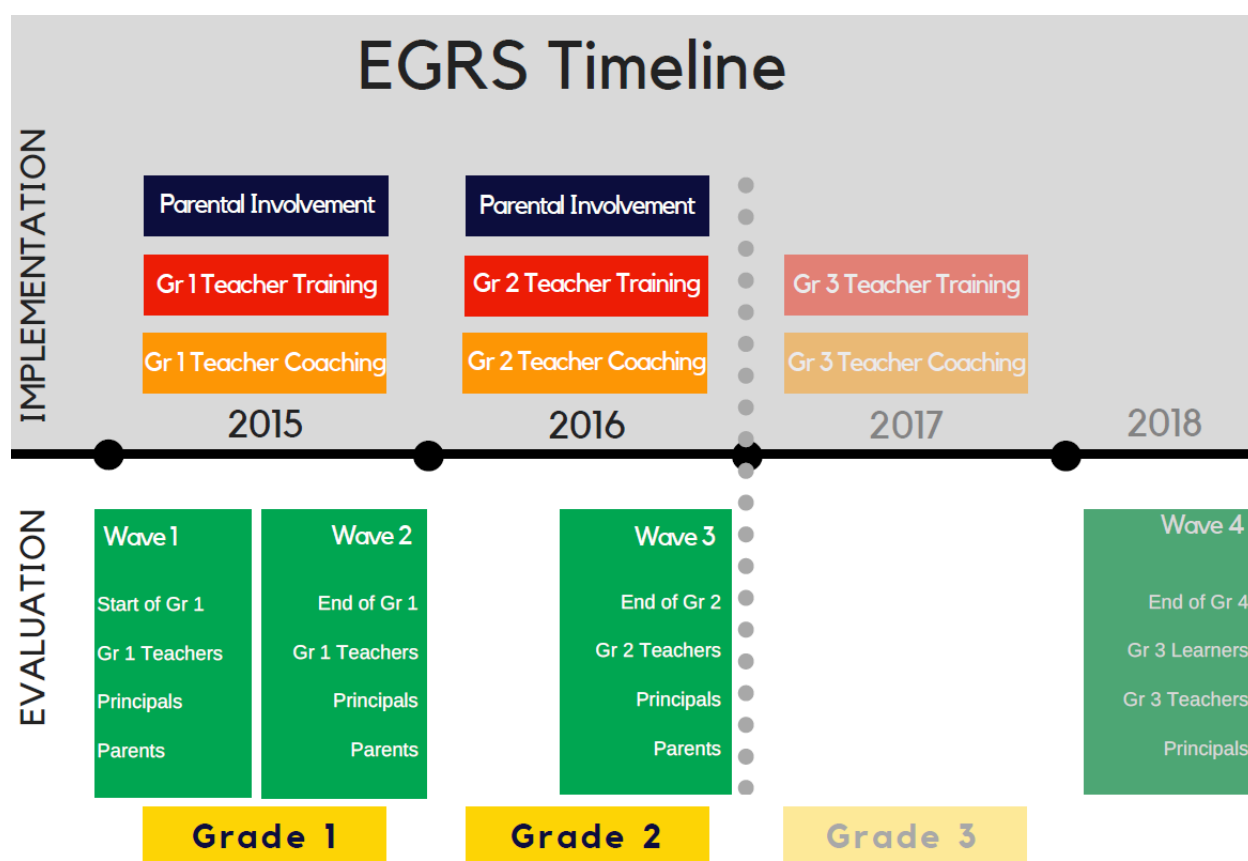 EGRS Timeline
IMPLEMENTATION
Parental Involvement
Parental Involvement
Gr 1 Teacher Training
Gr 2 Teacher Training
Gr 3 Teacher Training
Gr 1 Teacher Coaching
Gr 2 Teacher Coaching
Gr 3 Teacher Coaching
2015
2016
2017
2018
EVALUATION
Wave 1
Start of Gr 1
Gr 1 Teachers
Principals
Parents
Wave 2
End of Gr 1
Gr 1 Teachers
Principals
Parents
Wave 3
End of Gr 2
Gr 2 Teachers
Principals
Parents
Wave 4
End of Gr 4
Gr 3 Learners
Gr 3 Teachers
Principals
Grade 1
Grade 2
Grade 3